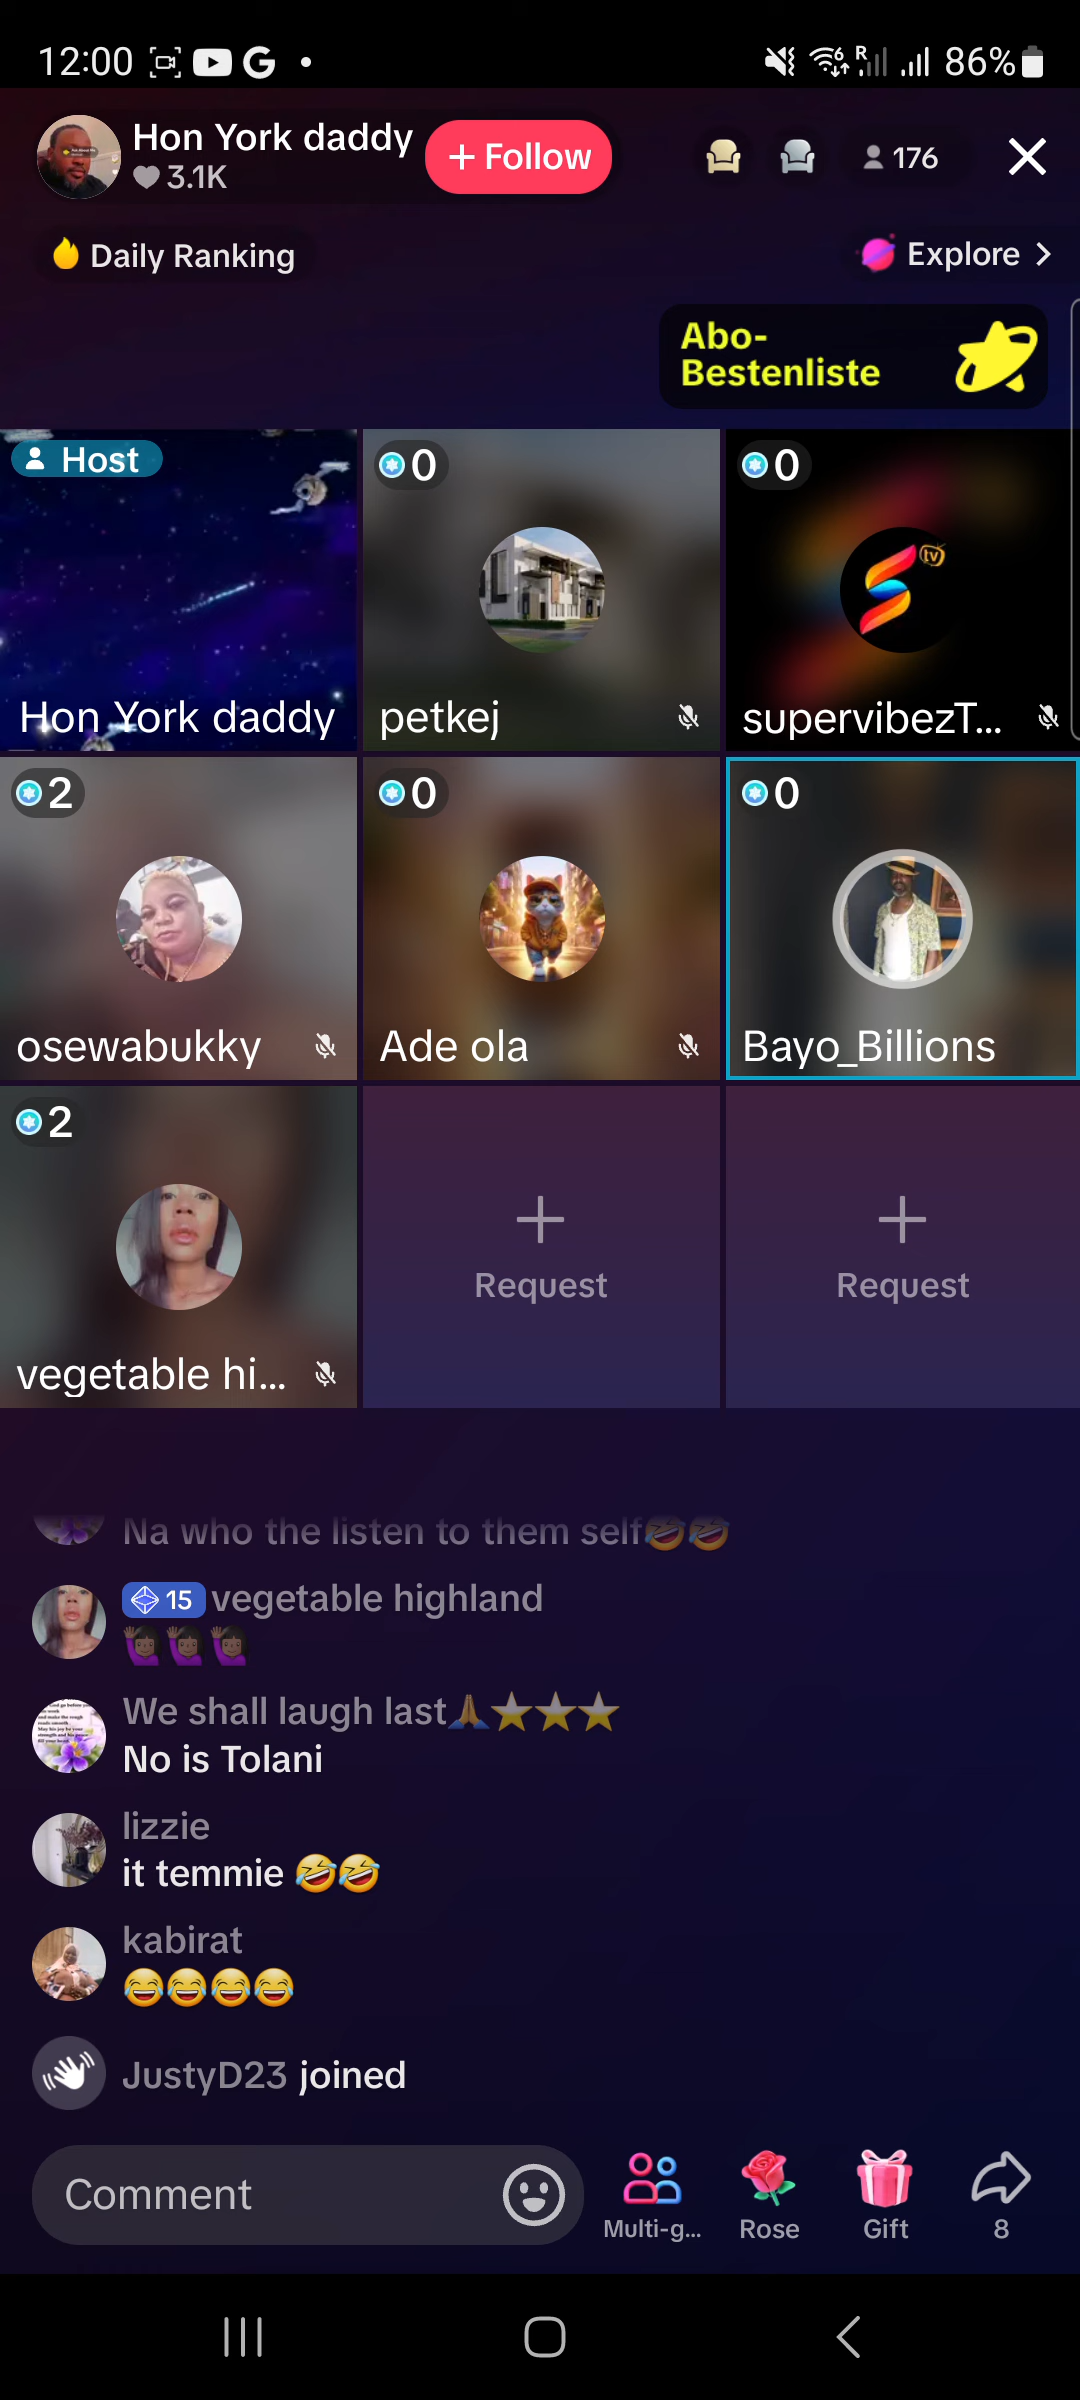 12:00
R
86%
Hon York daddy
3.1K
+ Follow
176
Daily Ranking
Explore
Abo-
Bestenliste
Host
0
0
tv
Hon York daddy
petkej
supervibezT...
2
0
0
osewabukky
Ade ola
Bayo_Billions
2
Request
Request
vegetable hi...
Na who the listen to them self🤣🤣
15 vegetable highland
🙋🏾‍♀️🙋🏾‍♀️🙋🏾‍♀️
We shall laugh last🙏⭐⭐⭐
No is Tolani
lizzie
it temmie 🤣🤣
kabirat
😂😂😂😂
JustyD23 joined
Comment
Multi-g...
Rose
Gift
8